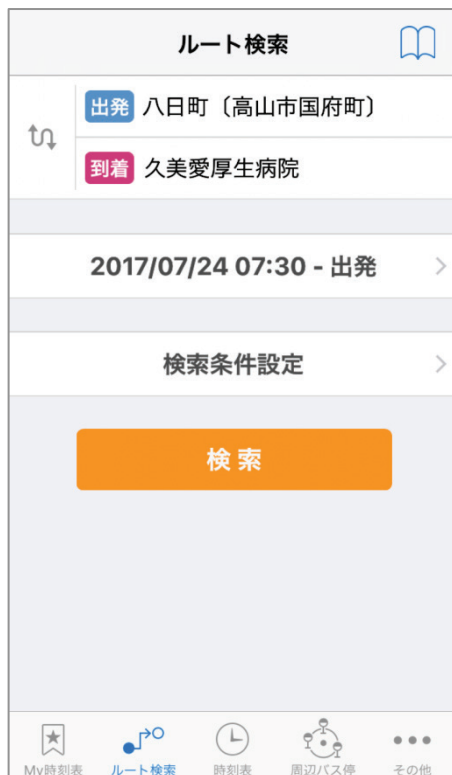 ルート検索
出発 八日町〔高山市国府町〕
到着 久美愛厚生病院
2017/07/24 07:30 - 出発
検索条件設定
検 索
My時刻表 ルート検索 時刻表 周辺バス停 その他